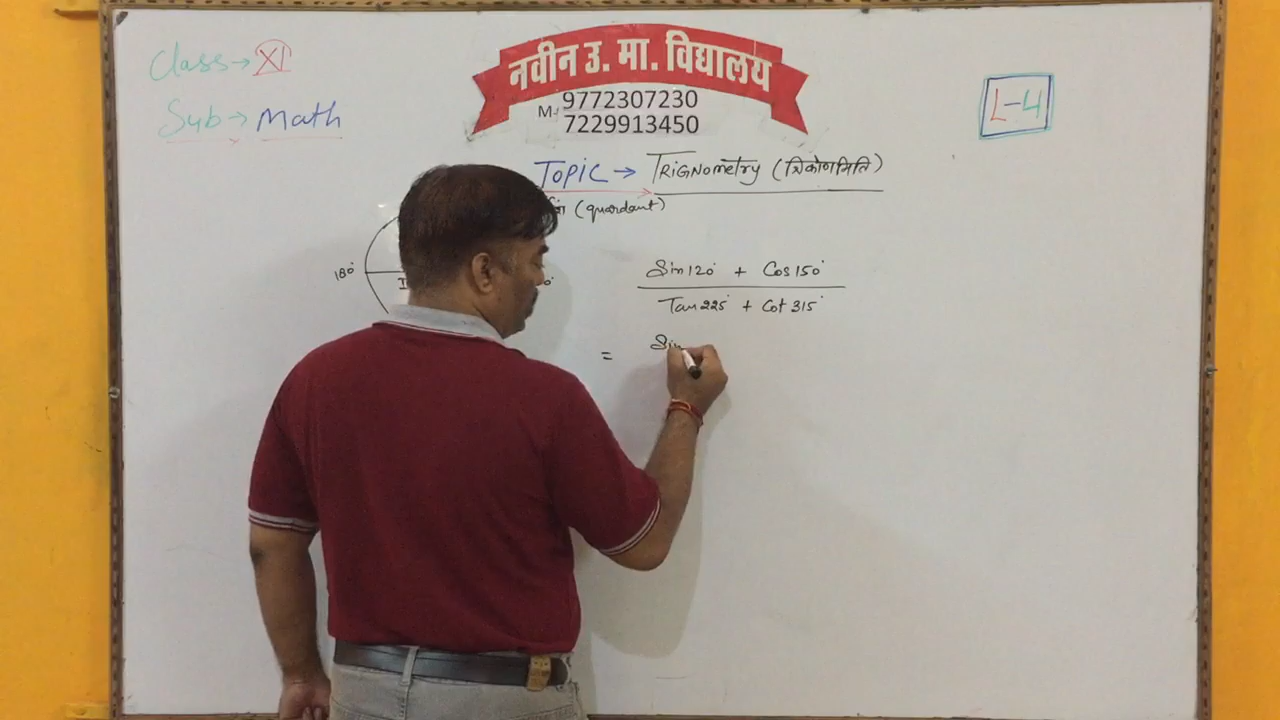 Class → XI
Sub → Math
नवीन उ. मा. विद्यालय
M.- 9772307230
7229913450
L-4
TOPIC → TRIGNOMETRY (त्रिकोणमिति)
(quardant)
180°
Sin 120° + Cos 150°
Tan 225° + Cot 315°
= Sin